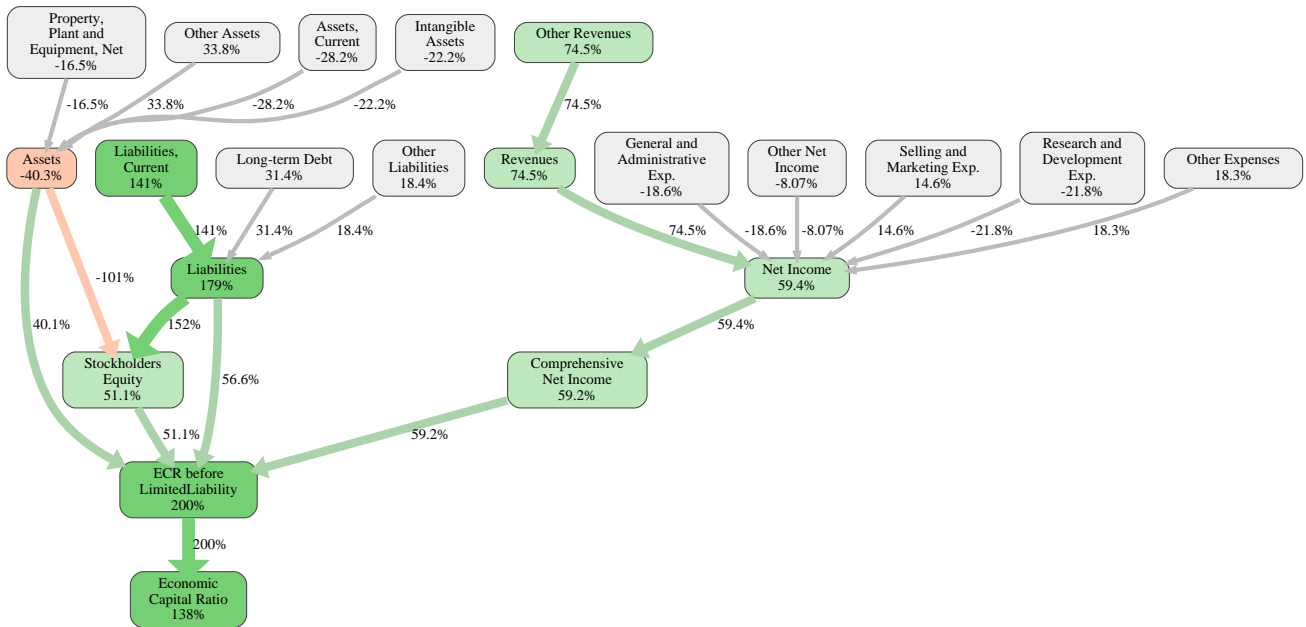 Property,
Plant and
Equipment, Net
-16.5%
Other Assets
33.8%
Assets,
Current
-28.2%
Intangible
Assets
-22.2%
Other Revenues
74.5%
-16.5%
33.8%
-28.2%
-22.2%
74.5%
Assets
-40.3%
Liabilities,
Current
141%
Long-term Debt
31.4%
Other
Liabilities
18.4%
Revenues
74.5%
General and
Administrative
Exp.
-18.6%
Other Net
Income
-8.07%
Selling and
Marketing Exp.
14.6%
Research and
Development
Exp.
-21.8%
Other Expenses
18.3%
141%
31.4%
18.4%
74.5%
-18.6%
-8.07%
14.6%
-21.8%
18.3%
-101%
Liabilities
179%
Net Income
59.4%
40.1%
152%
59.4%
Stockholders
Equity
51.1%
56.6%
Comprehensive
Net Income
59.2%
51.1%
59.2%
ECR before
LimitedLiability
200%
200%
Economic
Capital Ratio
138%